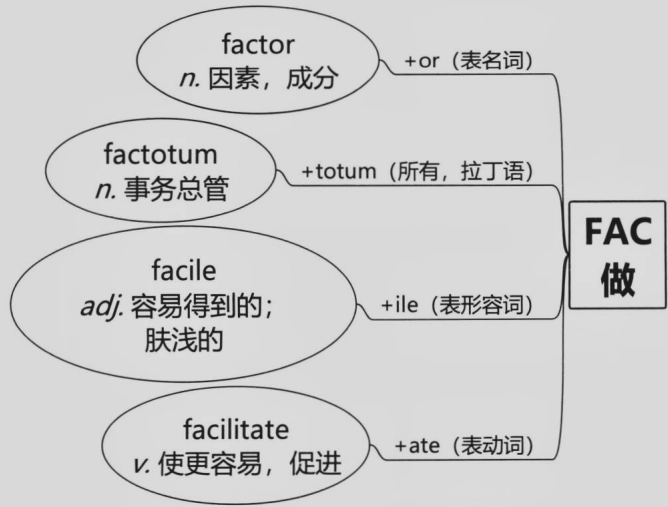 factor
n. 因素，成分
+or（表名词）
factotum
n. 事务总管
+totum（所有，拉丁语）
FAC
做
facile
adj. 容易得到的；
肤浅的
+ile（表形容词）
facilitate
v. 使更容易，促进
+ate（表动词）